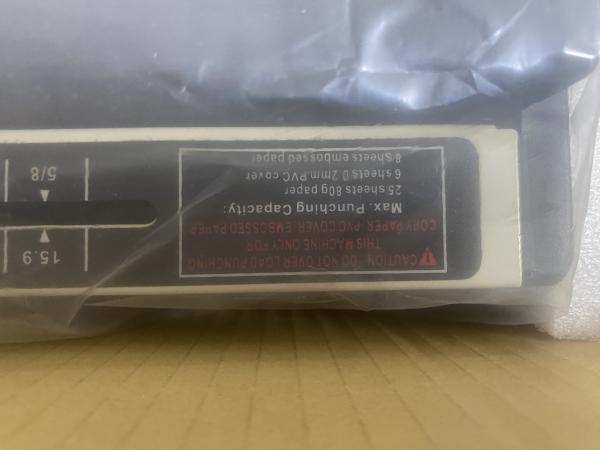 CAUTION: DO NOT OVER LOAD PUNCHING
THIS MACHINE ONLY FOR
COPY PAPER, PVC COVER, EMBOSSED PAPER
Max. Punching Capacity:
25 sheets 80g paper
6 sheets 0.2mm PVC cover
8 sheets embossed paper
15.9
5/8